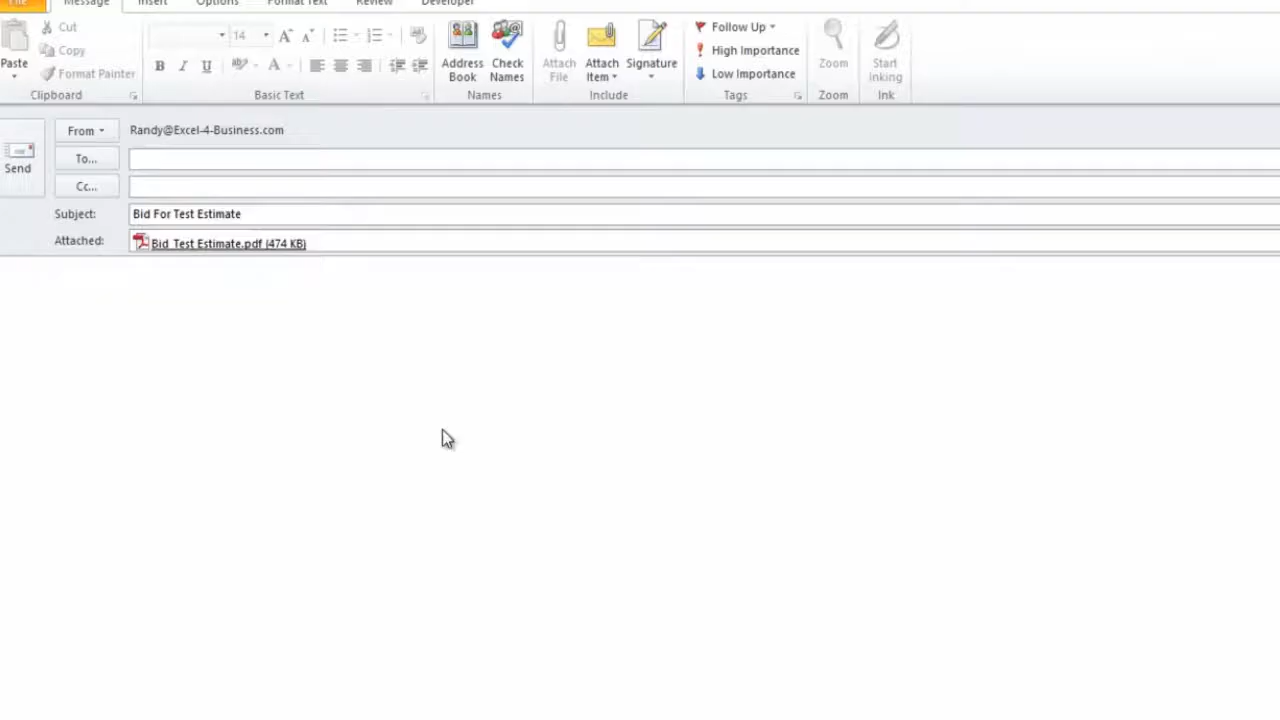 File Message Insert Options Format Text Review Developer
Cut
14
Follow Up
Copy
High Importance
Paste
Format Painter
B I U
A
Address Book
Check Names
Attach File
Attach Item
Signature
Low Importance
Zoom
Start Inking
Clipboard
Basic Text
Names
Include
Tags
Zoom
Ink
From
Randy@Excel-4-Business.com
To...
Send
Cc...
Subject:
Bid For Test Estimate
Attached:
Bid_Test Estimate.pdf (474 KB)